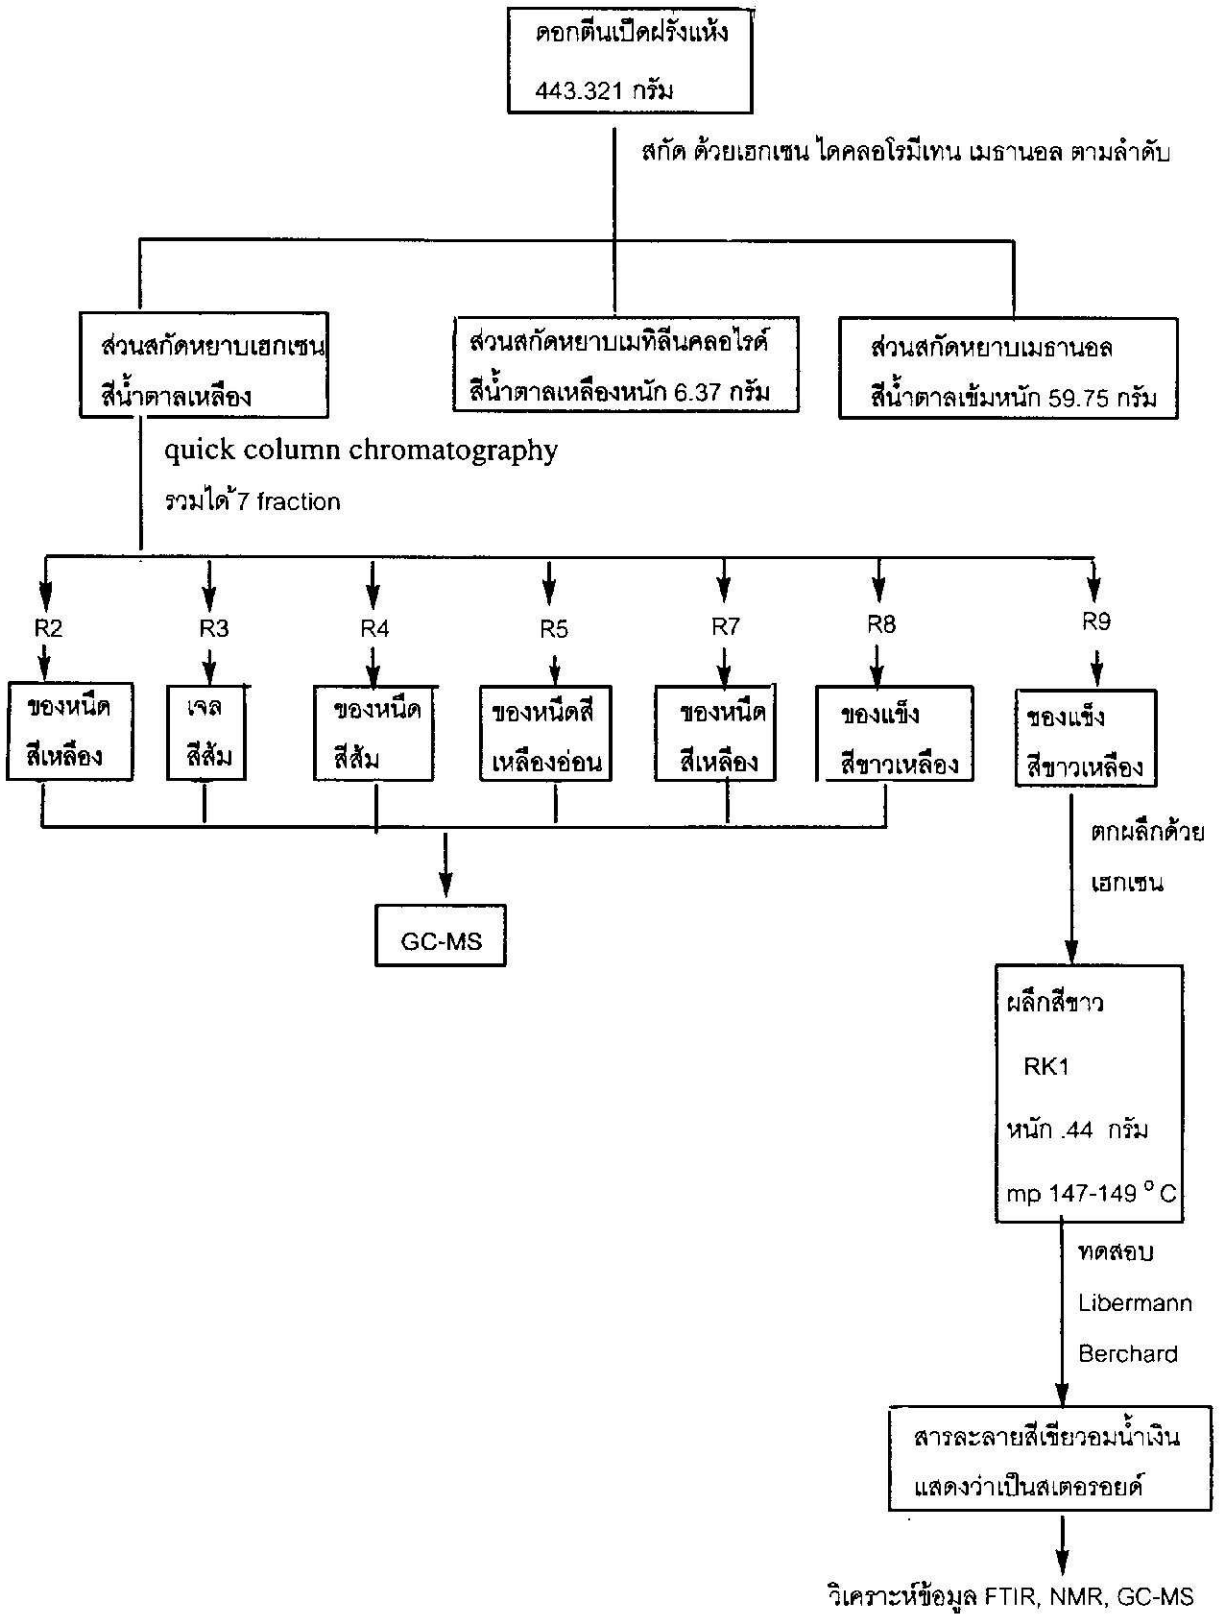 ดอกตีนเป็ดฝรั่งแห้ง
443.321 กรัม
สกัด ด้วยเฮกเซน ไดคลอโรมีเทน เมธานอล ตามลำดับ
ส่วนสกัดหยาบเฮกเซน
สีน้ำตาลเหลือง
ส่วนสกัดหยาบเมทิลีนคลอไรด์
สีน้ำตาลเหลืองหนัก 6.37 กรัม
ส่วนสกัดหยาบเมธานอล
สีน้ำตาลเข้มหนัก 59.75 กรัม
quick column chromatography
รวมได้ 7 fraction
R2
R3
R4
R5
R7
R8
R9
ของหนืด
สีเหลือง
เจล
สีส้ม
ของหนืด
สีส้ม
ของหนืดสี
เหลืองอ่อน
ของหนืด
สีเหลือง
ของแข็ง
สีขาวเหลือง
ของแข็ง
สีขาวเหลือง
GC-MS
ตกผลึกด้วย
เฮกเซน
ผลึกสีขาว
RK1
หนัก .44 กรัม
mp 147-149 °C
ทดสอบ
Libermann
Berchard
สารละลายสีเขียวอมน้ำเงิน
แสดงว่าเป็นสเตอรอยด์
วิเคราะห์ข้อมูล FTIR, NMR, GC-MS